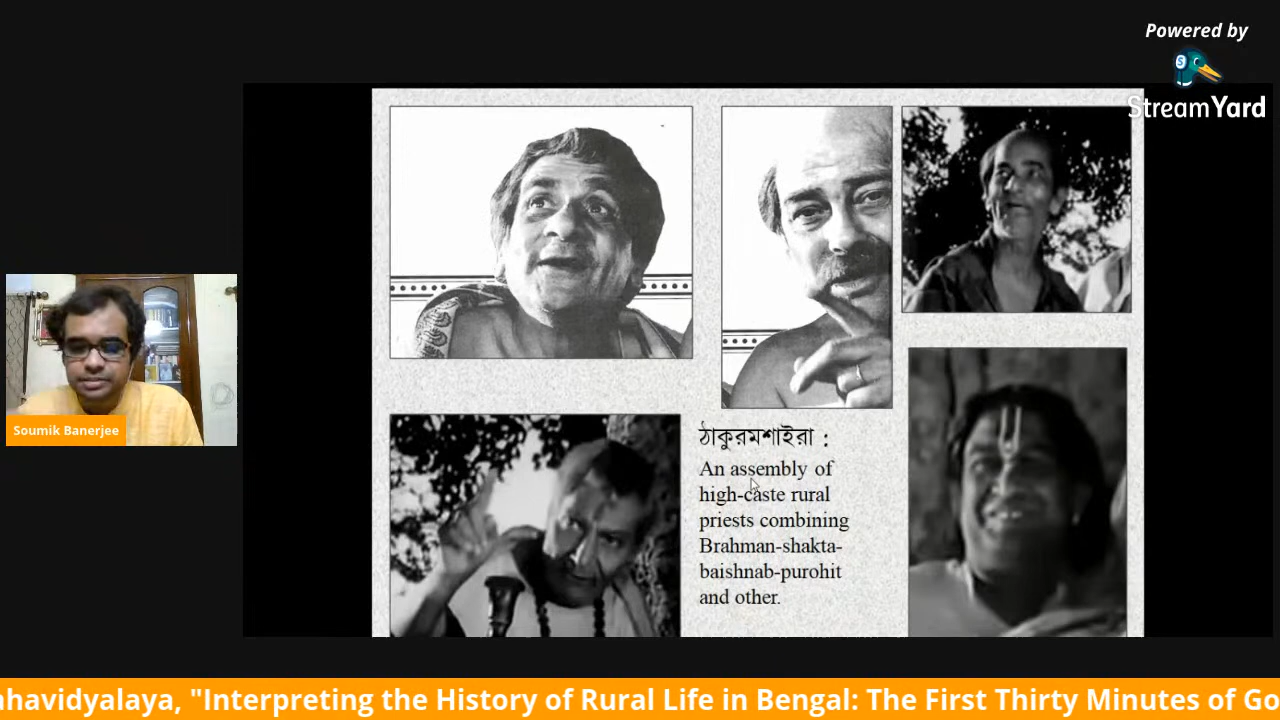 Powered by
StreamYard
Soumik Banerjee
ঠাকুরমশাইরা :
An assembly of
high-caste rural
priests combining
Brahman-shakta-
baishnab-purohit
and other.
ahavidyalaya, "Interpreting the History of Rural Life in Bengal: The First Thirty Minutes of Go